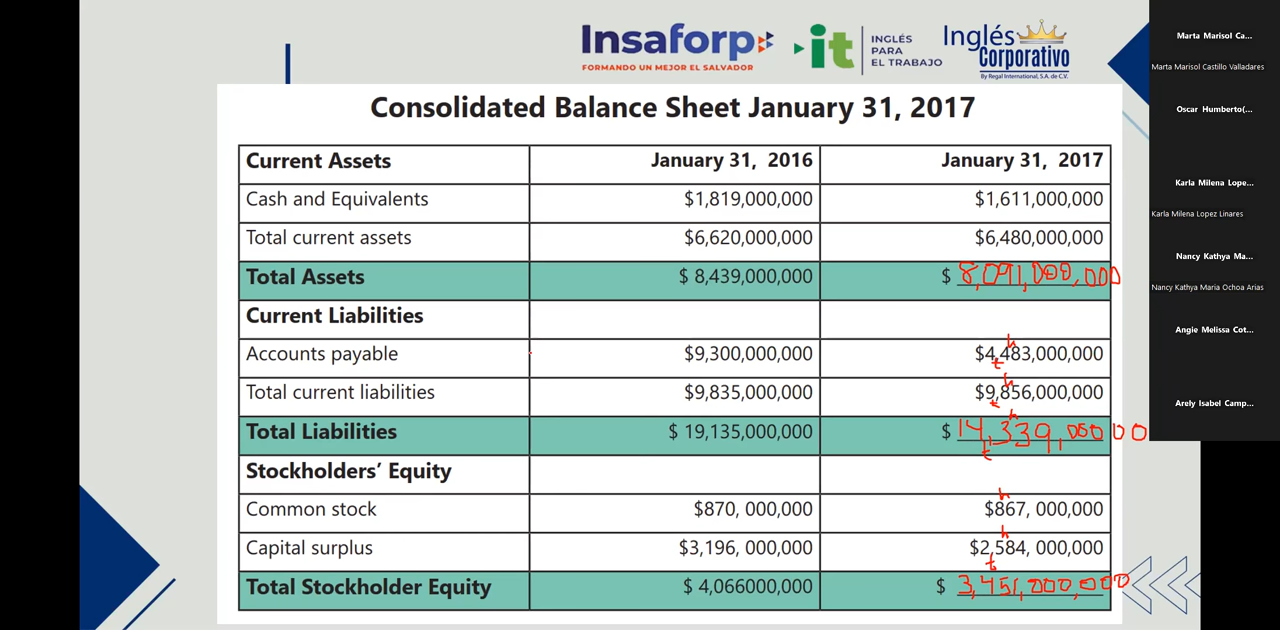 Insaforp
FORMANDO UN MEJOR EL SALVADOR
it
INGLÉS
PARA
EL TRABAJO
Inglés
Corporativo
By Regal International, S.A. de C.V.
Consolidated Balance Sheet January 31, 2017
Current Assets January 31, 2016 January 31, 2017
Cash and Equivalents $1,819,000,000 $1,611,000,000
Total current assets $6,620,000,000 $6,480,000,000
Total Assets $ 8,439,000,000 $ 8,091,000,000
Current Liabilities
h
Accounts payable $9,300,000,000 $4,483,000,000
t
h
Total current liabilities $9,835,000,000 $9,856,000,000
t
h
Total Liabilities $ 19,135,000,000 $ 14,339,000000
t
Stockholders’ Equity
h
Common stock $870, 000,000 $867, 000,000
h
Capital surplus $3,196, 000,000 $2,584, 000,000
t
Total Stockholder Equity $ 4,066000,000 $ 3,451,000,000
Marta Marisol Ca...
Marta Marisol Castillo Valladares
Oscar Humberto(...
Karla Milena Lope...
Karla Milena Lopez Linares
Nancy Kathya Ma...
Nancy Kathya Maria Ochoa Arias
Angie Melissa Cot...
Arely Isabel Camp...